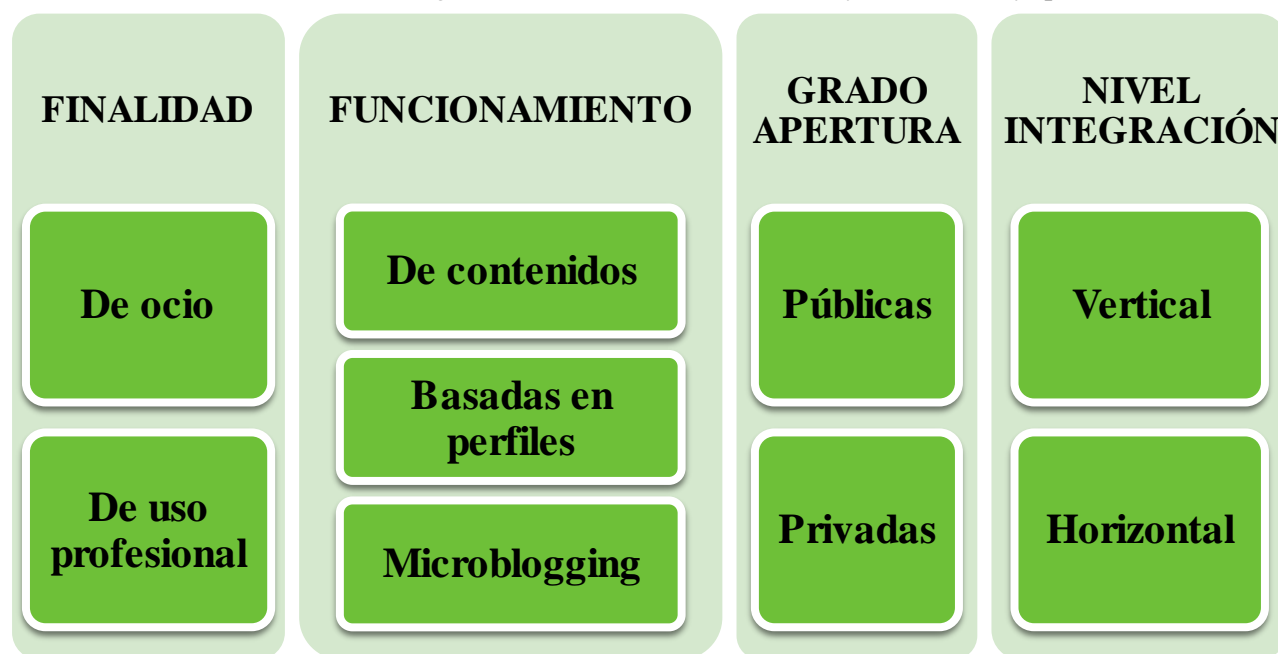 FINALIDAD
De ocio
De uso
profesional
FUNCIONAMIENTO
De contenidos
Basadas en
perfiles
Microblogging
GRADO
APERTURA
Públicas
Privadas
NIVEL
INTEGRACIÓN
Vertical
Horizontal